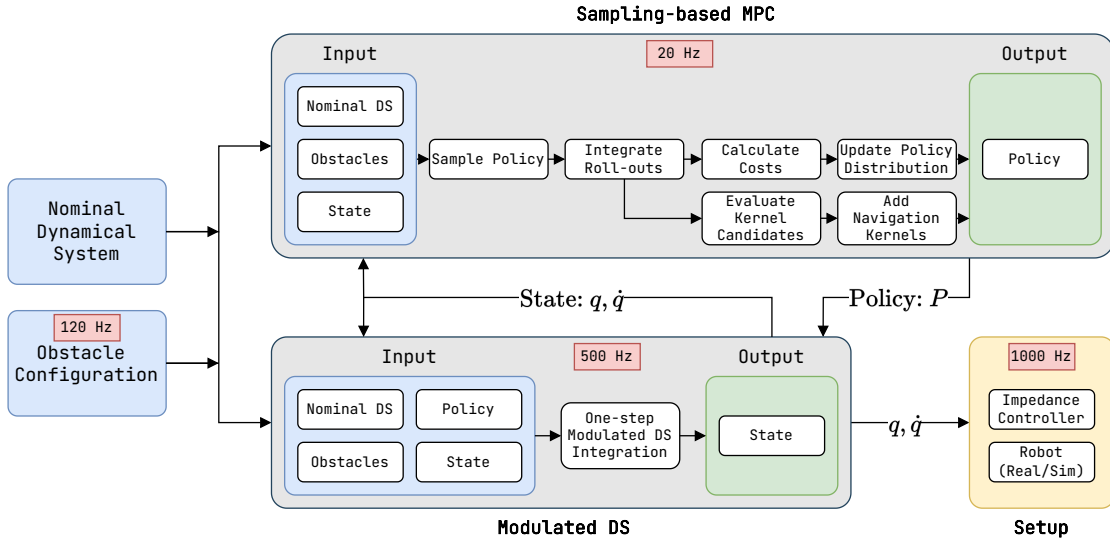 Sampling-based MPC
Input
20 Hz
Output
Nominal DS
Obstacles
State
Sample Policy
Integrate
Roll-outs
Calculate
Costs
Update Policy
Distribution
Evaluate
Kernel
Candidates
Add
Navigation
Kernels
Policy
Nominal
Dynamical
System
120 Hz
Obstacle
Configuration
State: q, q̇
Policy: P
Input
500 Hz
Output
Nominal DS
Policy
Obstacles
State
One-step
Modulated DS
Integration
State
Modulated DS
q, q̇
1000 Hz
Impedance
Controller
Robot
(Real/Sim)
Setup